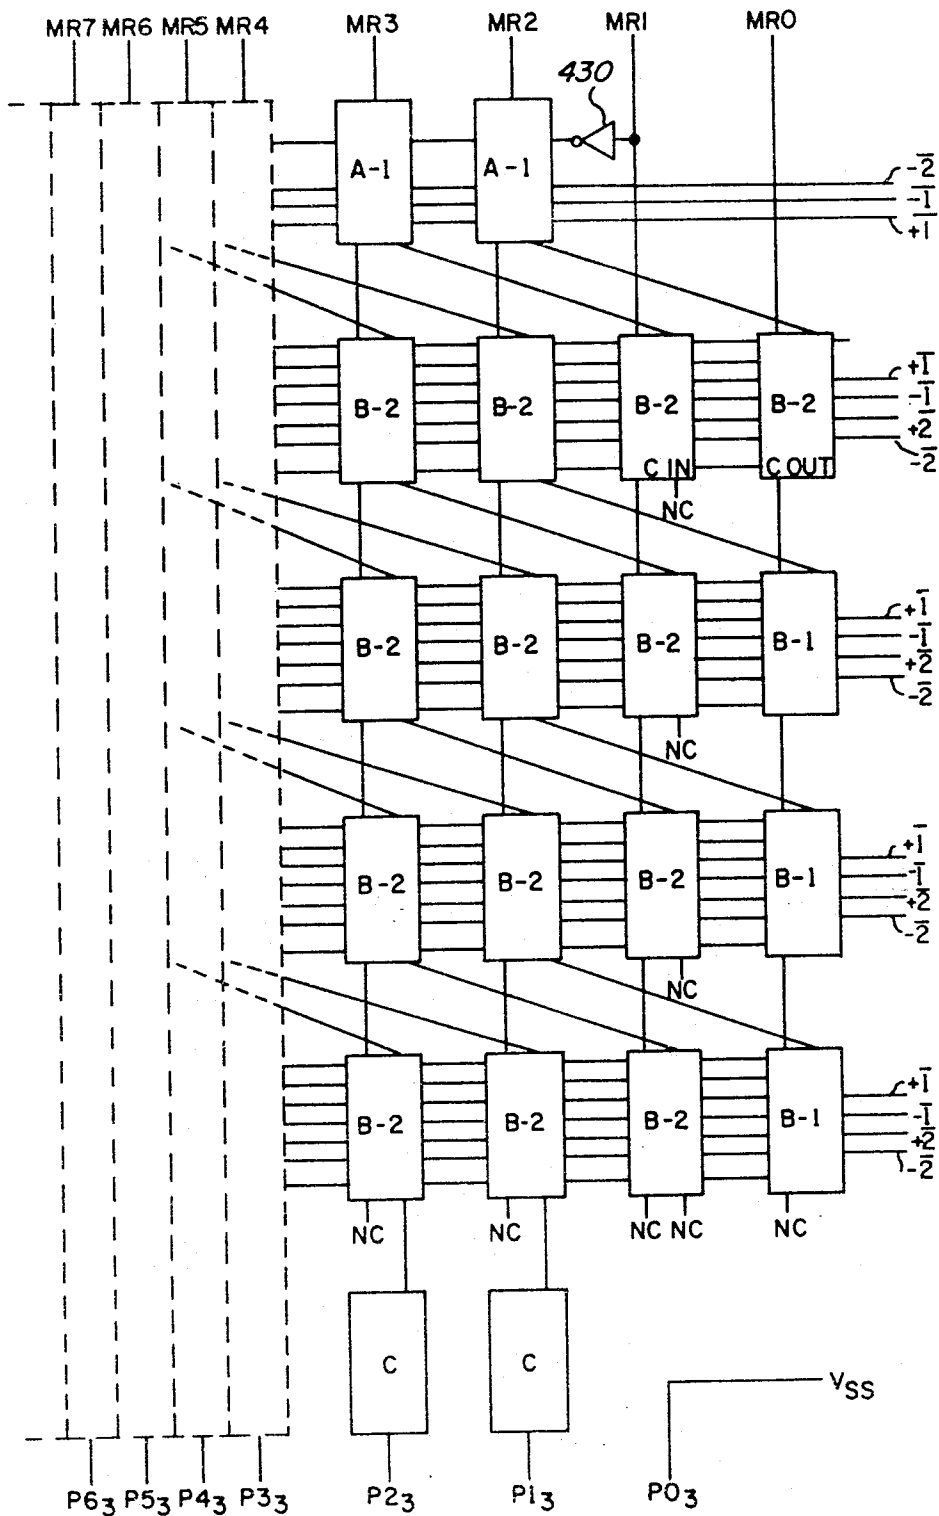 MR7 MR6 MR5 MR4 MR3 MR2 MR1 MR0
430
A-1 A-1
-2̅
-1̅
+1̅
B-2 B-2 B-2 B-2
+1̅
-1̅
+2̅
-2̅
C IN C OUT
NC
B-2 B-2 B-2 B-1
+1̅
-1̅
+2̅
-2̅
NC
B-2 B-2 B-2 B-1
+1̅
-1̅
+2̅
-2̅
NC
B-2 B-2 B-2 B-1
+1̅
-1̅
+2̅
-2̅
NC NC NC NC NC
C C
VSS
P6₃ P5₃ P4₃ P3₃ P2₃ P1₃ P0₃